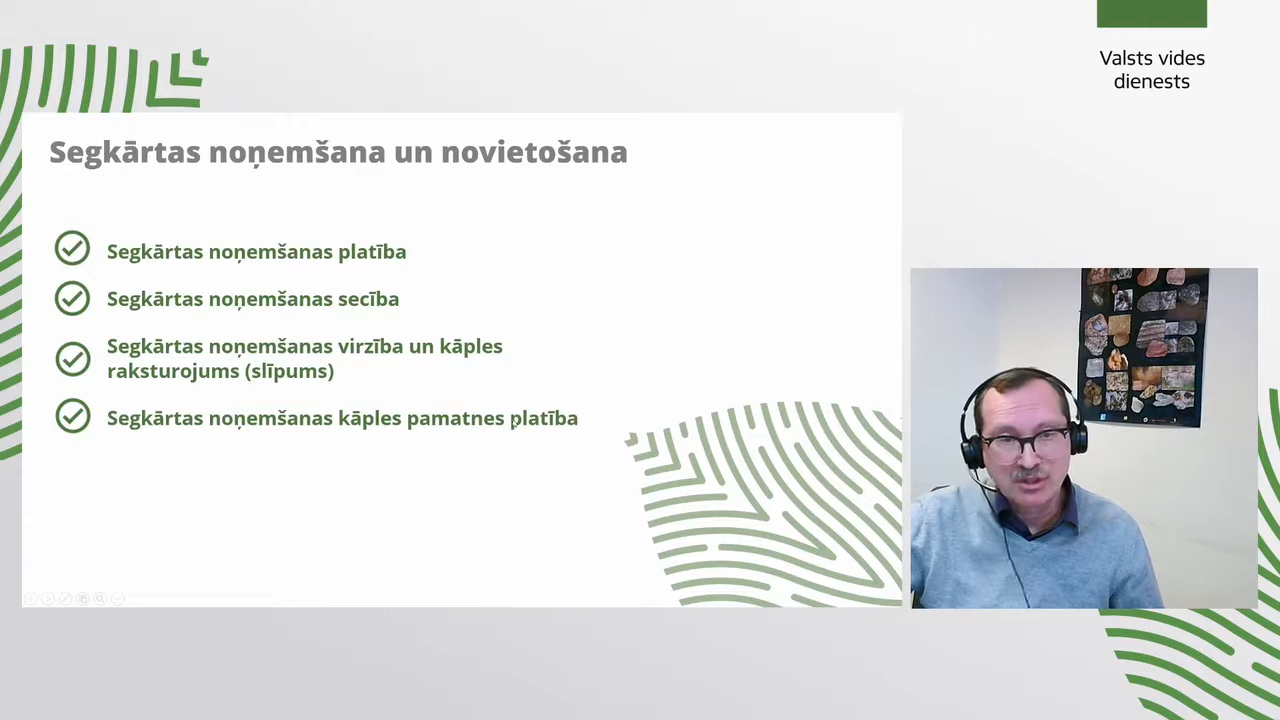 Valsts vides
dienests
Segkārtas noņemšana un novietošana
Segkārtas noņemšanas platība
Segkārtas noņemšanas secība
Segkārtas noņemšanas virzība un kāples
raksturojums (slīpums)
Segkārtas noņemšanas kāples pamatnes platība